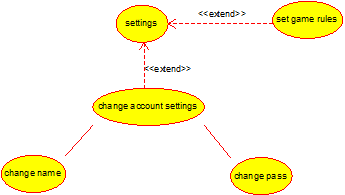 settings
<<extend>>
set game rules
<<extend>>
change account settings
change name
change pass